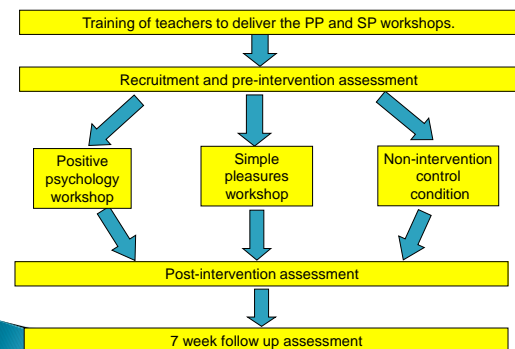 Training of teachers to deliver the PP and SP workshops.
Recruitment and pre-intervention assessment
Positive
psychology
workshop
Simple
pleasures
workshop
Non-intervention
control
condition
Post-intervention assessment
7 week follow up assessment